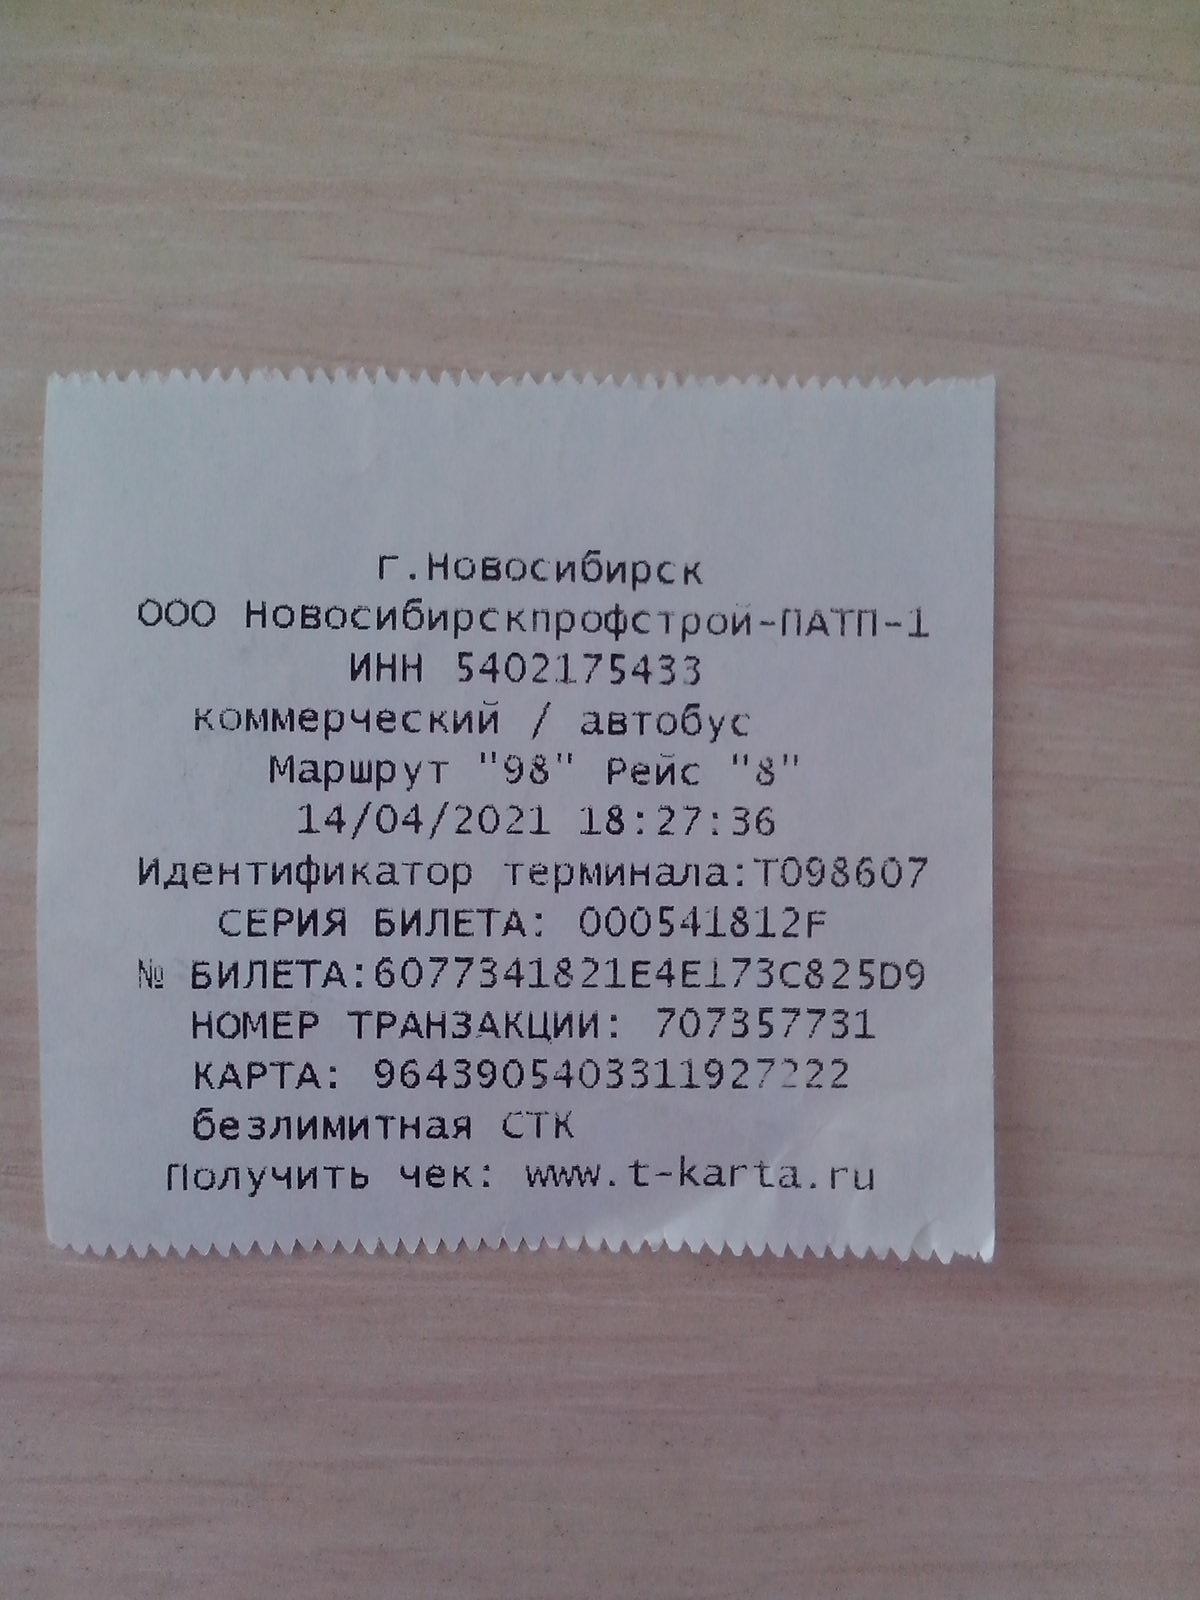 г.Новосибирск
ООО Новосибирскпрофстрой-ПАТП-1
ИНН 5402175433
коммерческий / автобус
Маршрут "98" Рейс "8"
14/04/2021 18:27:36
Идентификатор терминала:Т098607
СЕРИЯ БИЛЕТА: 000541812F
№ БИЛЕТА:6077341821E4E173C825D9
НОМЕР ТРАНЗАКЦИИ: 707357731
КАРТА: 9643905403311927222
безлимитная СТК
Получить чек: www.t-karta.ru